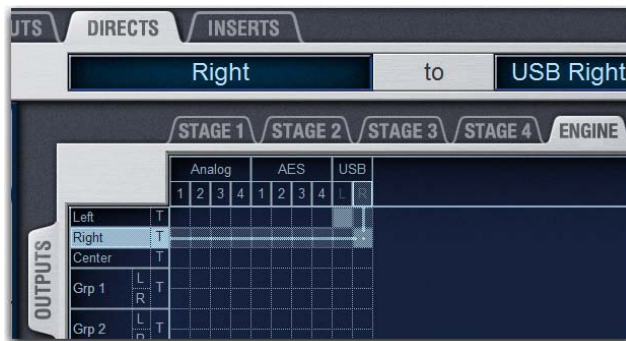 UTS DIRECTS INSERTS
Right to USB Right
STAGE 1 STAGE 2 STAGE 3 STAGE 4 ENGINE
Analog AES USB
1 2 3 4 1 2 3 4 L R
OUTPUTS
Left T
Right T
Center T
Grp 1 L R T
Grp 2 L R T